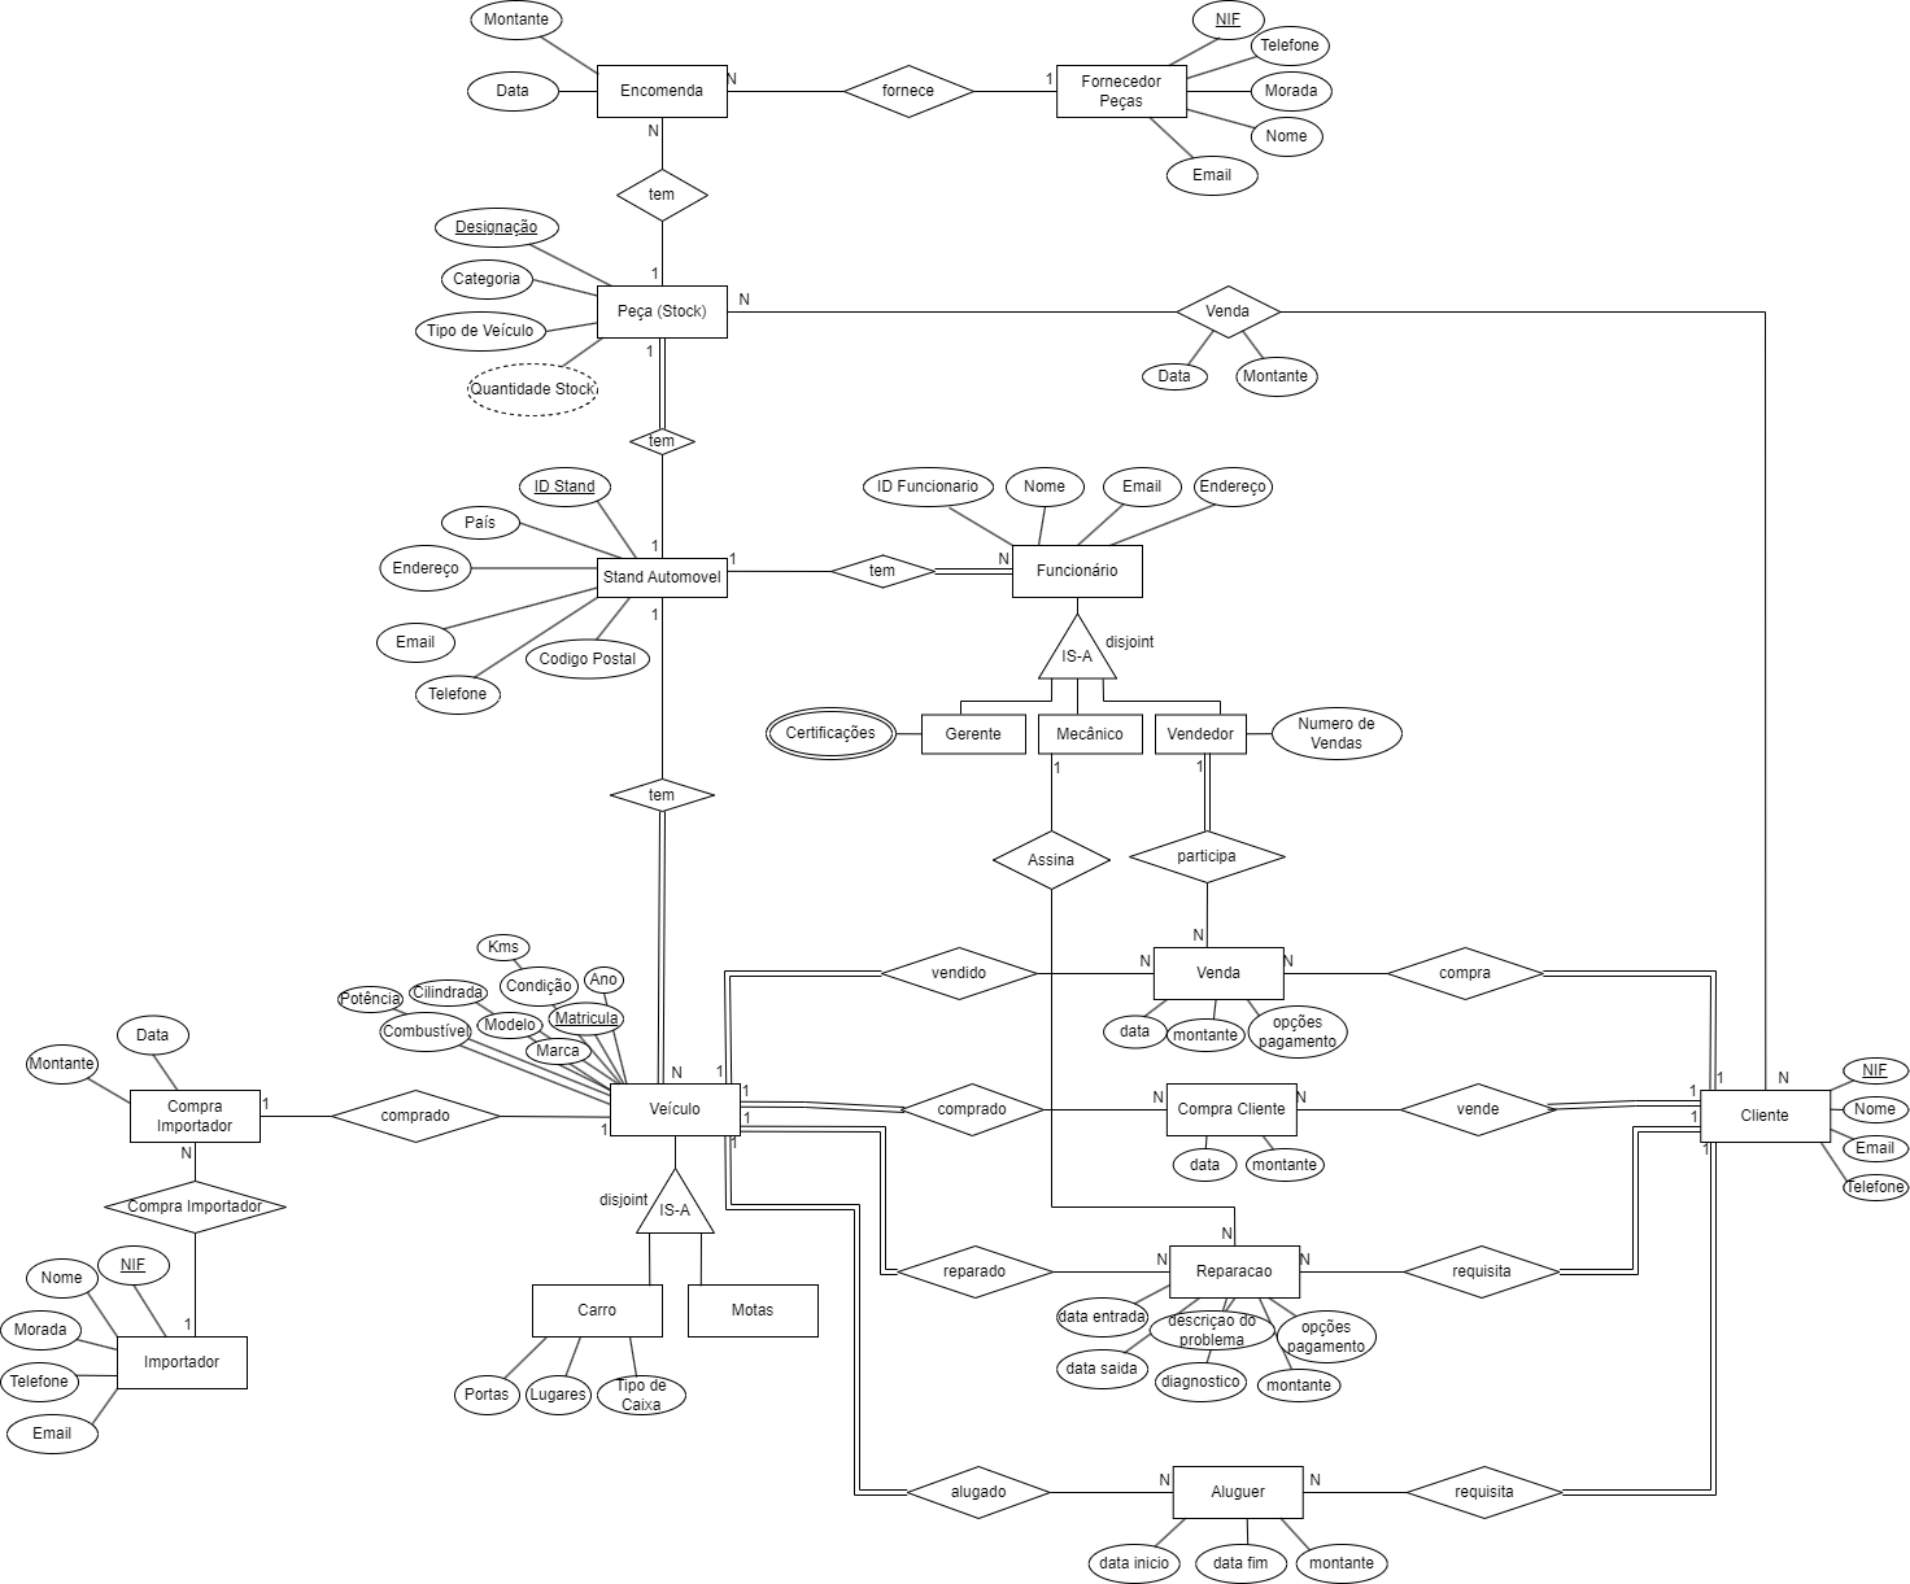 Montante
NIF
Telefone
Data
Encomenda
N
fornece
1
Fornecedor
Peças
Morada
Nome
N
Email
tem
Designação
1
Categoria
Peça (Stock)
N
Venda
Tipo de Veículo
1
Quantidade Stock
Data
Montante
tem
ID Stand
ID Funcionario
Nome
Email
Endereço
País
1
Endereço
Stand Automovel
1
tem
N
Funcionário
1
Email
Codigo Postal
Telefone
IS-A
disjoint
Certificações
Gerente
Mecânico
Vendedor
Numero de
Vendas
1
1
tem
Assina
participa
N
Kms
Condição
Ano
vendido
N
Venda
N
compra
Potência
Cilindrada
Combustível
Modelo
Matricula
Marca
data
montante
opções
pagamento
Data
Montante
N
1
1
N
NIF
Compra
Importador
1
comprado
1
Veículo
1
1
1
comprado
N
Compra Cliente
N
vende
1
1
1
Cliente
Nome
Email
Telefone
data
montante
N
Compra Importador
disjoint
IS-A
N
NIF
Nome
Morada
Telefone
Email
1
Importador
Carro
Motas
Portas
Lugares
Tipo de
Caixa
reparado
N
Reparacao
N
requisita
data entrada
descrição do
problema
opções
pagamento
data saida
diagnostico
montante
alugado
N
Aluguer
N
requisita
data inicio
data fim
montante